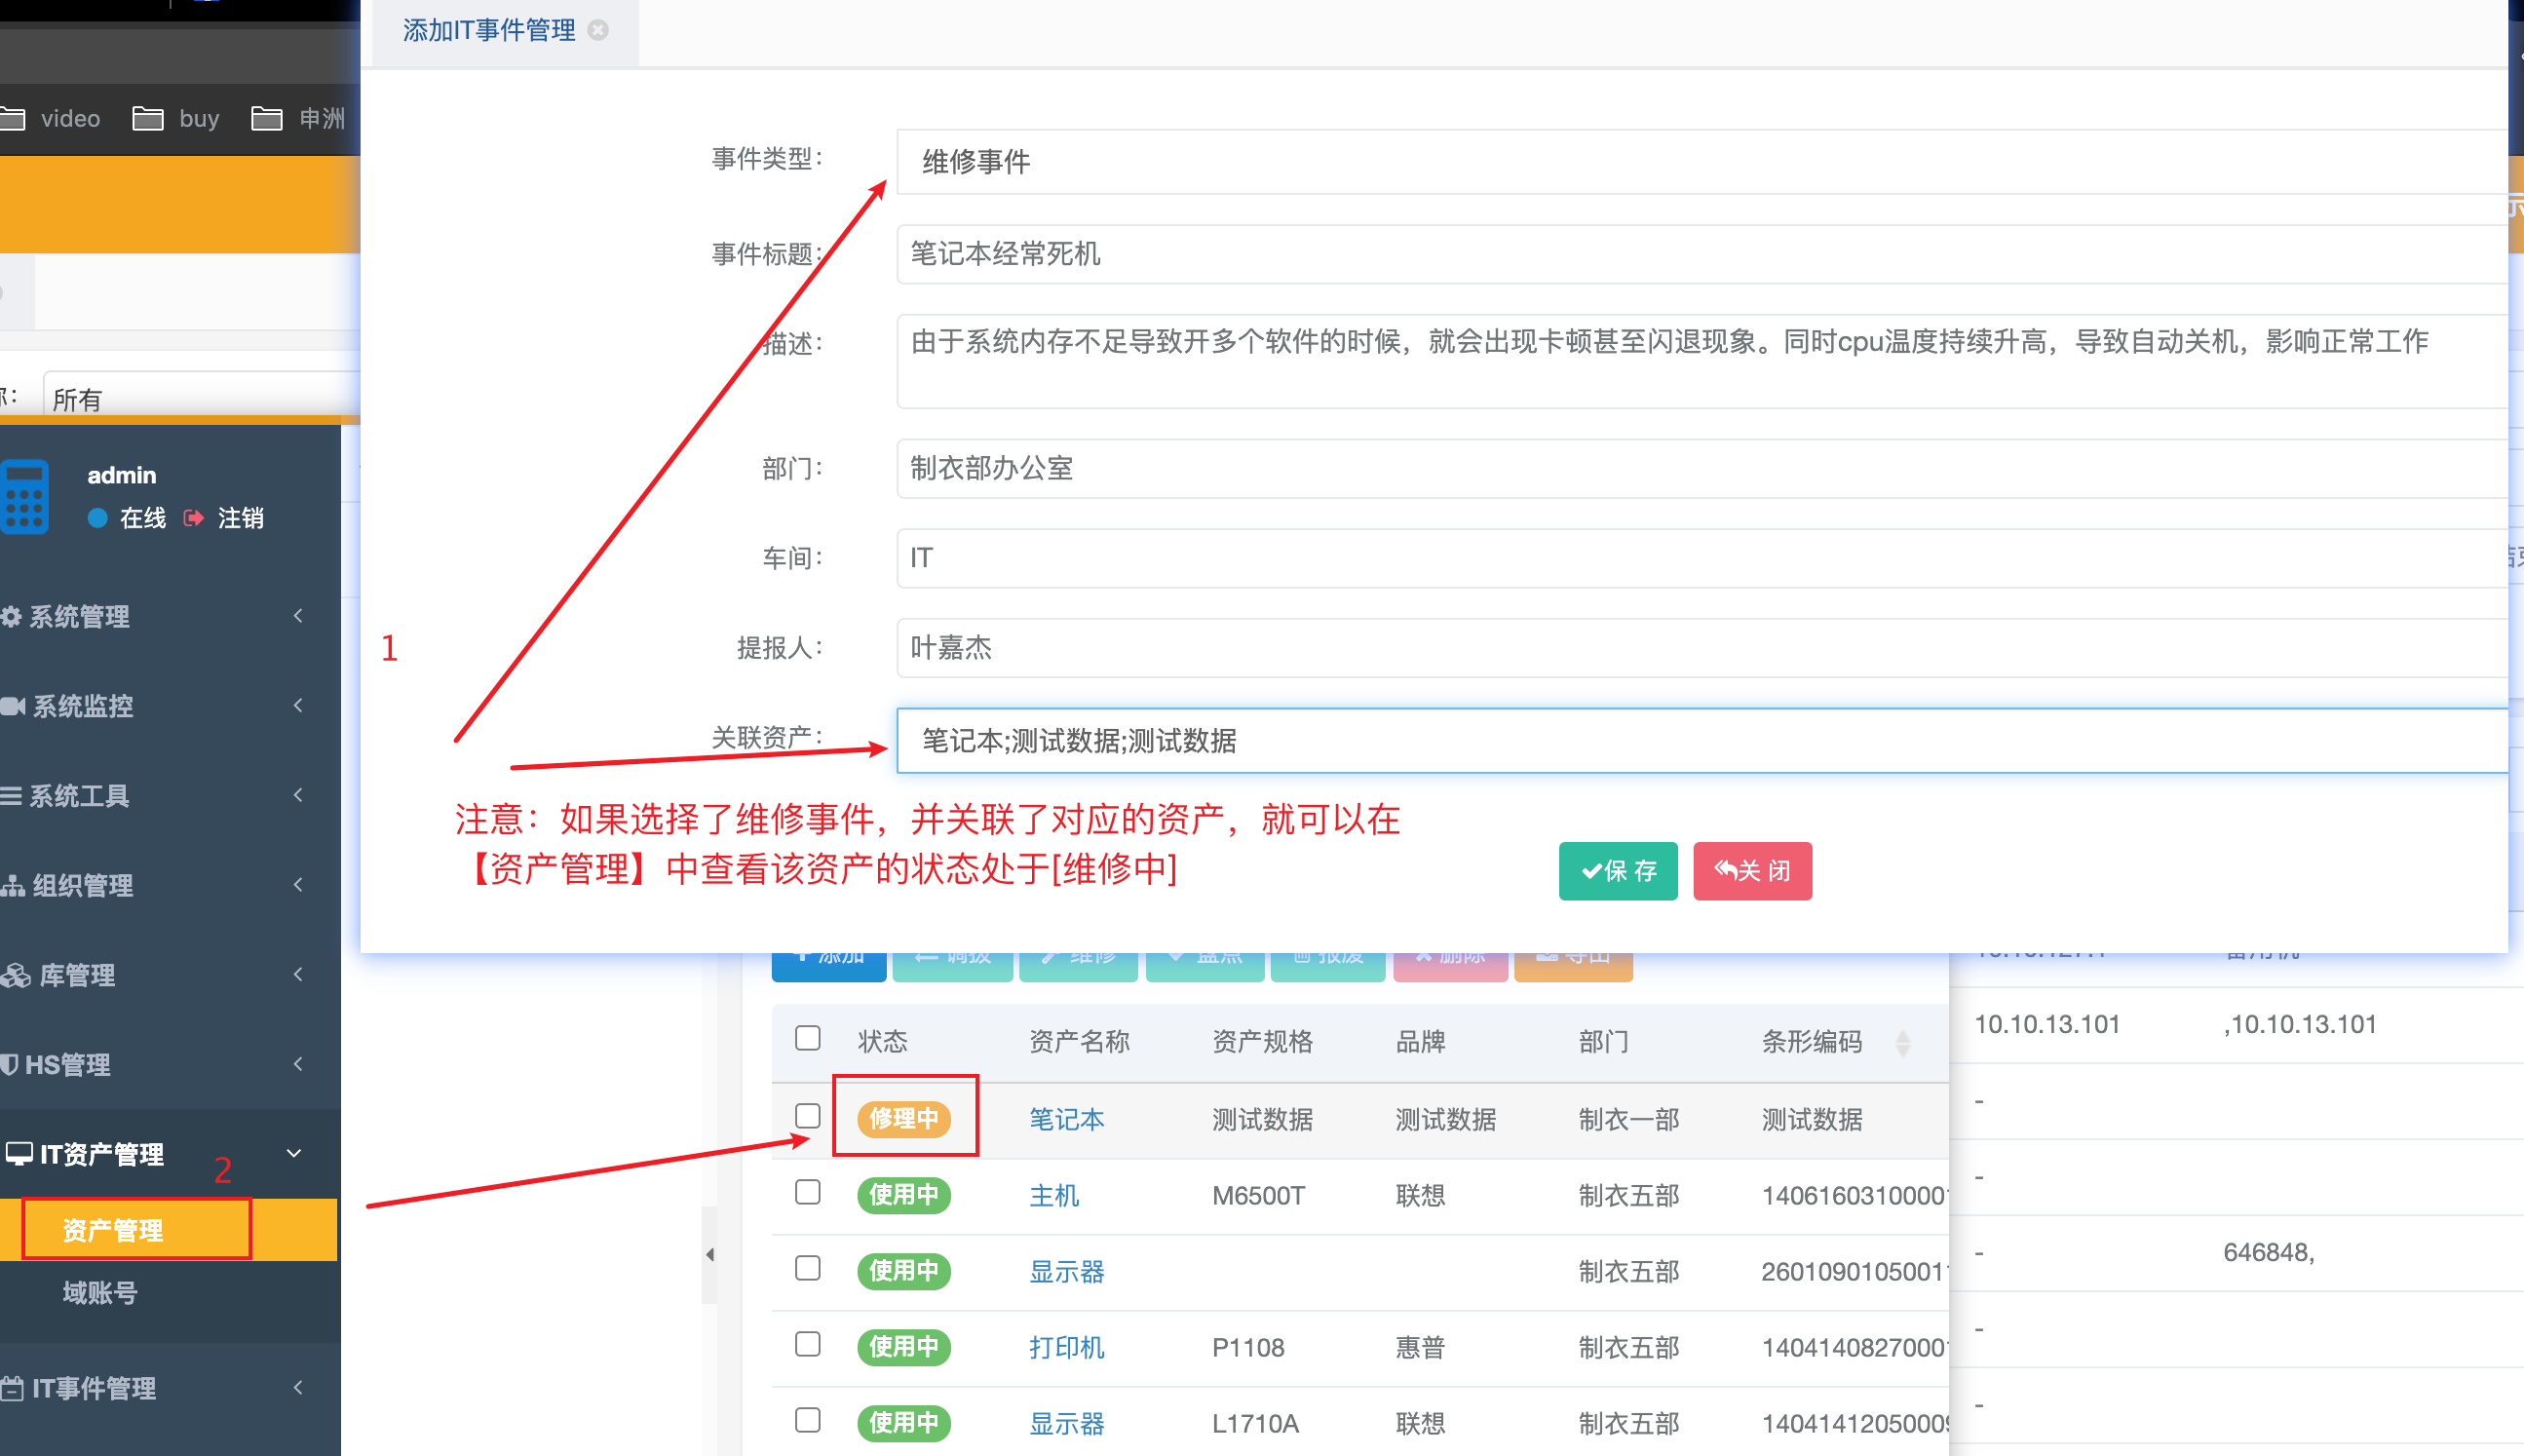 添加IT事件管理
video buy 申洲
事件类型： 维修事件
事件标题： 笔记本经常死机
描述： 由于系统内存不足导致开多个软件的时候，就会出现卡顿甚至闪退现象。同时cpu温度持续升高，导致自动关机，影响正常工作
所有
部门： 制衣部办公室
admin
在线 注销
车间： IT
系统管理
1
提报人： 叶嘉杰
系统监控
关联资产： 笔记本;测试数据;测试数据
系统工具
注意：如果选择了维修事件，并关联了对应的资产，就可以在
【资产管理】中查看该资产的状态处于[维修中]
保 存 关 闭
组织管理
库管理
添加 调拨 维修 盘点 报废 删除 导出
状态 资产名称 资产规格 品牌 部门 条形编码
10.10.13.101 ,10.10.13.101
HS管理
修理中 笔记本 测试数据 测试数据 制衣一部 测试数据
-
IT资产管理
2
使用中 主机 M6500T 联想 制衣五部 1406160310000
-
资产管理
使用中 显示器 制衣五部 2601090105001
- 646848,
域账号
使用中 打印机 P1108 惠普 制衣五部 1404140827000
-
IT事件管理
使用中 显示器 L1710A 联想 制衣五部 1404141205000
-